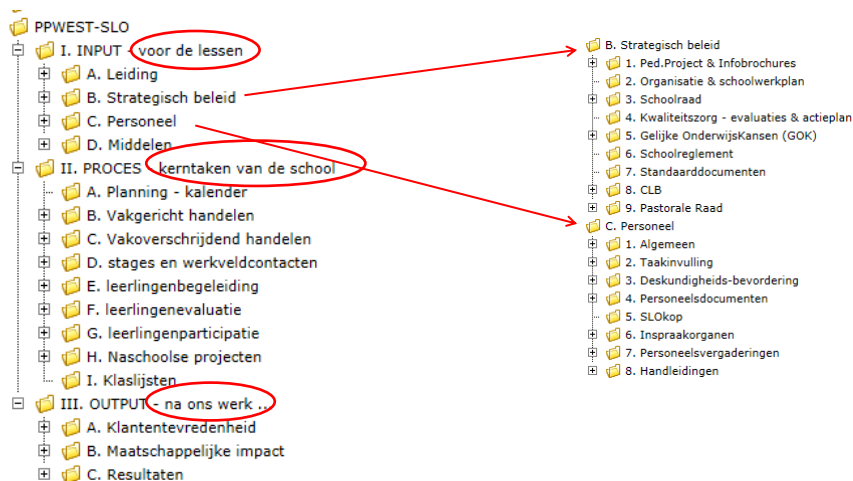 PPWEST-SLO
I. INPUT - voor de lessen
A. Leiding
B. Strategisch beleid
C. Personeel
D. Middelen
II. PROCES - kerntaken van de school
A. Planning - kalender
B. Vakgericht handelen
C. Vakoverschrijdend handelen
D. stages en werkveldcontacten
E. leerlingenbegeleiding
F. leerlingenevaluatie
G. leerlingenparticipatie
H. Naschoolse projecten
I. Klaslijsten
III. OUTPUT - na ons werk ...
A. Klantentevredenheid
B. Maatschappelijke impact
C. Resultaten
B. Strategisch beleid
1. Ped.Project & Infobrochures
2. Organisatie & schoolwerkplan
3. Schoolraad
4. Kwaliteitszorg - evaluaties & actieplan
5. Gelijke OnderwijsKansen (GOK)
6. Schoolreglement
7. Standaarddocumenten
8. CLB
9. Pastorale Raad
C. Personeel
1. Algemeen
2. Taakinvulling
3. Deskundigheids-bevordering
4. Personeelsdocumenten
5. SLOkop
6. Inspraakorganen
7. Personeelsvergaderingen
8. Handleidingen